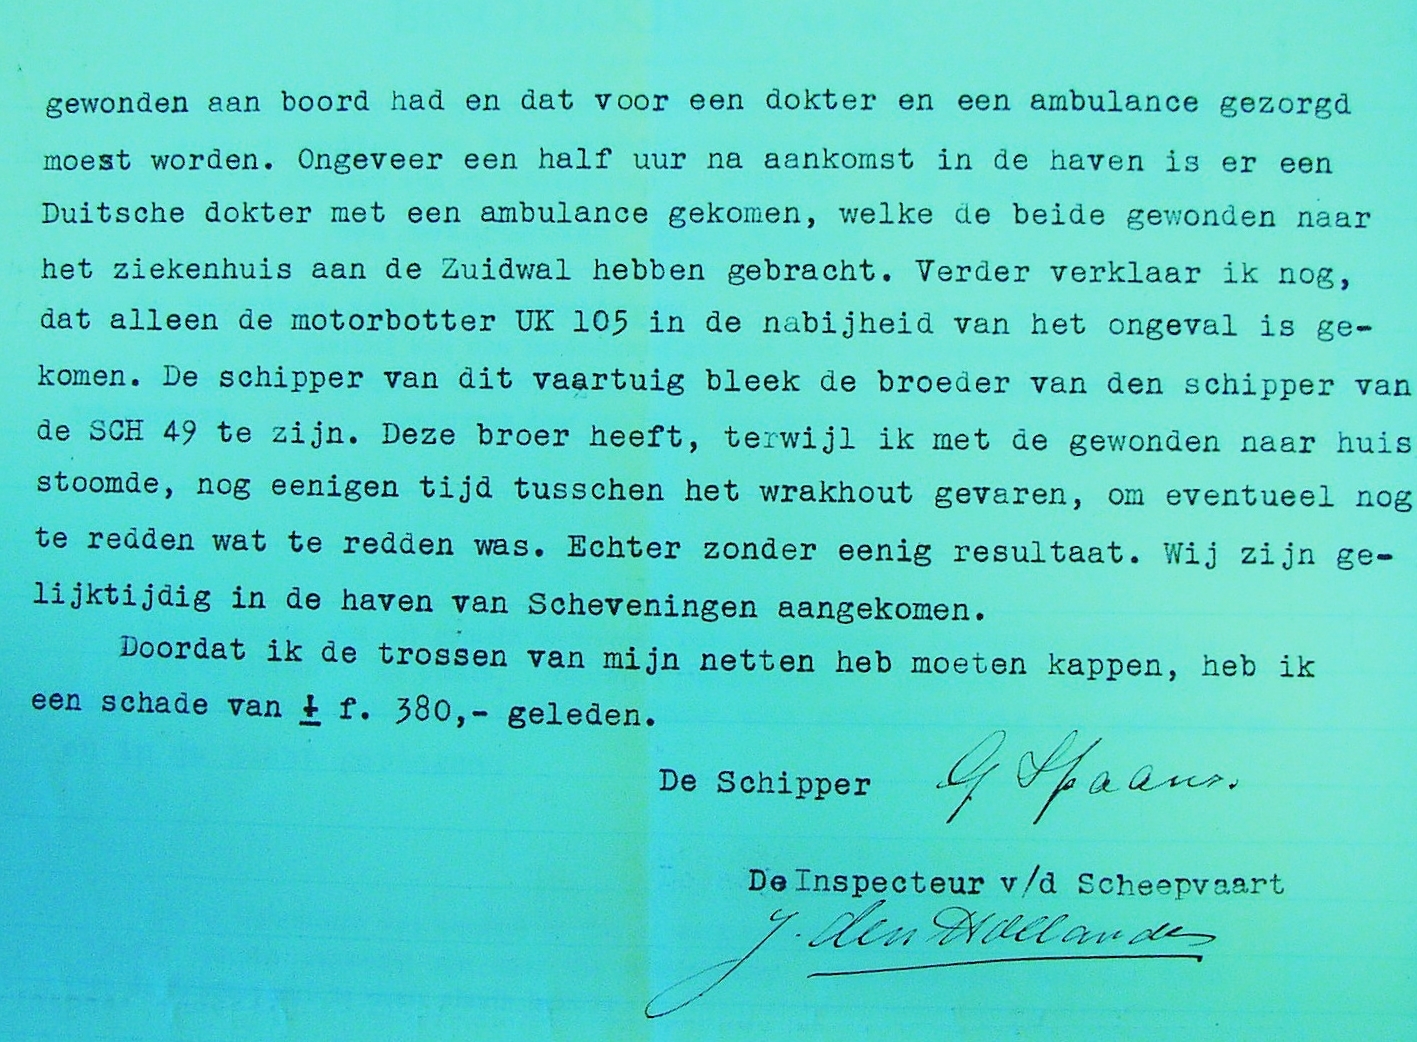 gewonden aan boord had en dat voor een dokter en een ambulance gezorgd
moest worden. Ongeveer een half uur na aankomst in de haven is er een
Duitsche dokter met een ambulance gekomen, welke de beide gewonden naar
het ziekenhuis aan de Zuidwal hebben gebracht. Verder verklaar ik nog,
dat alleen de motorbotter UK 105 in de nabijheid van het ongeval is ge-
komen. De schipper van dit vaartuig bleek de broeder van den schipper van
de SCH 49 te zijn. Deze broer heeft, terwijl ik met de gewonden naar huis
stoomde, nog eenigen tijd tusschen het wrakhout gevaren, om eventueel nog
te redden wat te redden was. Echter zonder eenig resultaat. Wij zijn ge-
lijktijdig in de haven van Scheveningen aangekomen.
Doordat ik de trossen van mijn netten heb moeten kappen, heb ik
een schade van ± f. 380,- geleden.
De Schipper G Spaans.
De Inspecteur v/d Scheepvaart
J. den Hollander